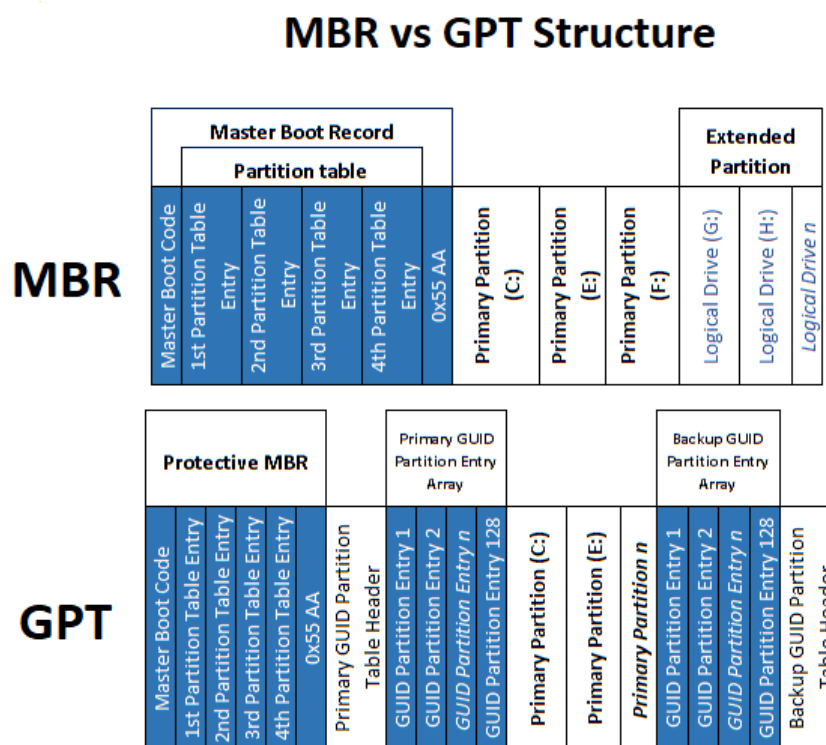 MBR vs GPT Structure
Master Boot Record
Partition table
Extended
Partition
MBR
Master Boot Code
1st Partition Table
Entry
2nd Partition Table
Entry
3rd Partition Table
Entry
4th Partition Table
Entry
0x55 AA
Primary Partition
(C:)
Primary Partition
(E:)
Primary Partition
(F:)
Logical Drive (G:)
Logical Drive (H:)
Logical Drive n
Protective MBR
Primary GUID
Partition Entry
Array
Backup GUID
Partition Entry
Array
GPT
Master Boot Code
1st Partition Table Entry
2nd Partition Table Entry
3rd Partition Table Entry
4th Partition Table Entry
0x55 AA
Primary GUID Partition
Table Header
GUID Partition Entry 1
GUID Partition Entry 2
GUID Partition Entry n
GUID Partition Entry 128
Primary Partition (C:)
Primary Partition (E:)
Primary Partition n
GUID Partition Entry 1
GUID Partition Entry 2
GUID Partition Entry n
GUID Partition Entry 128
Backup GUID Partition
Table Header